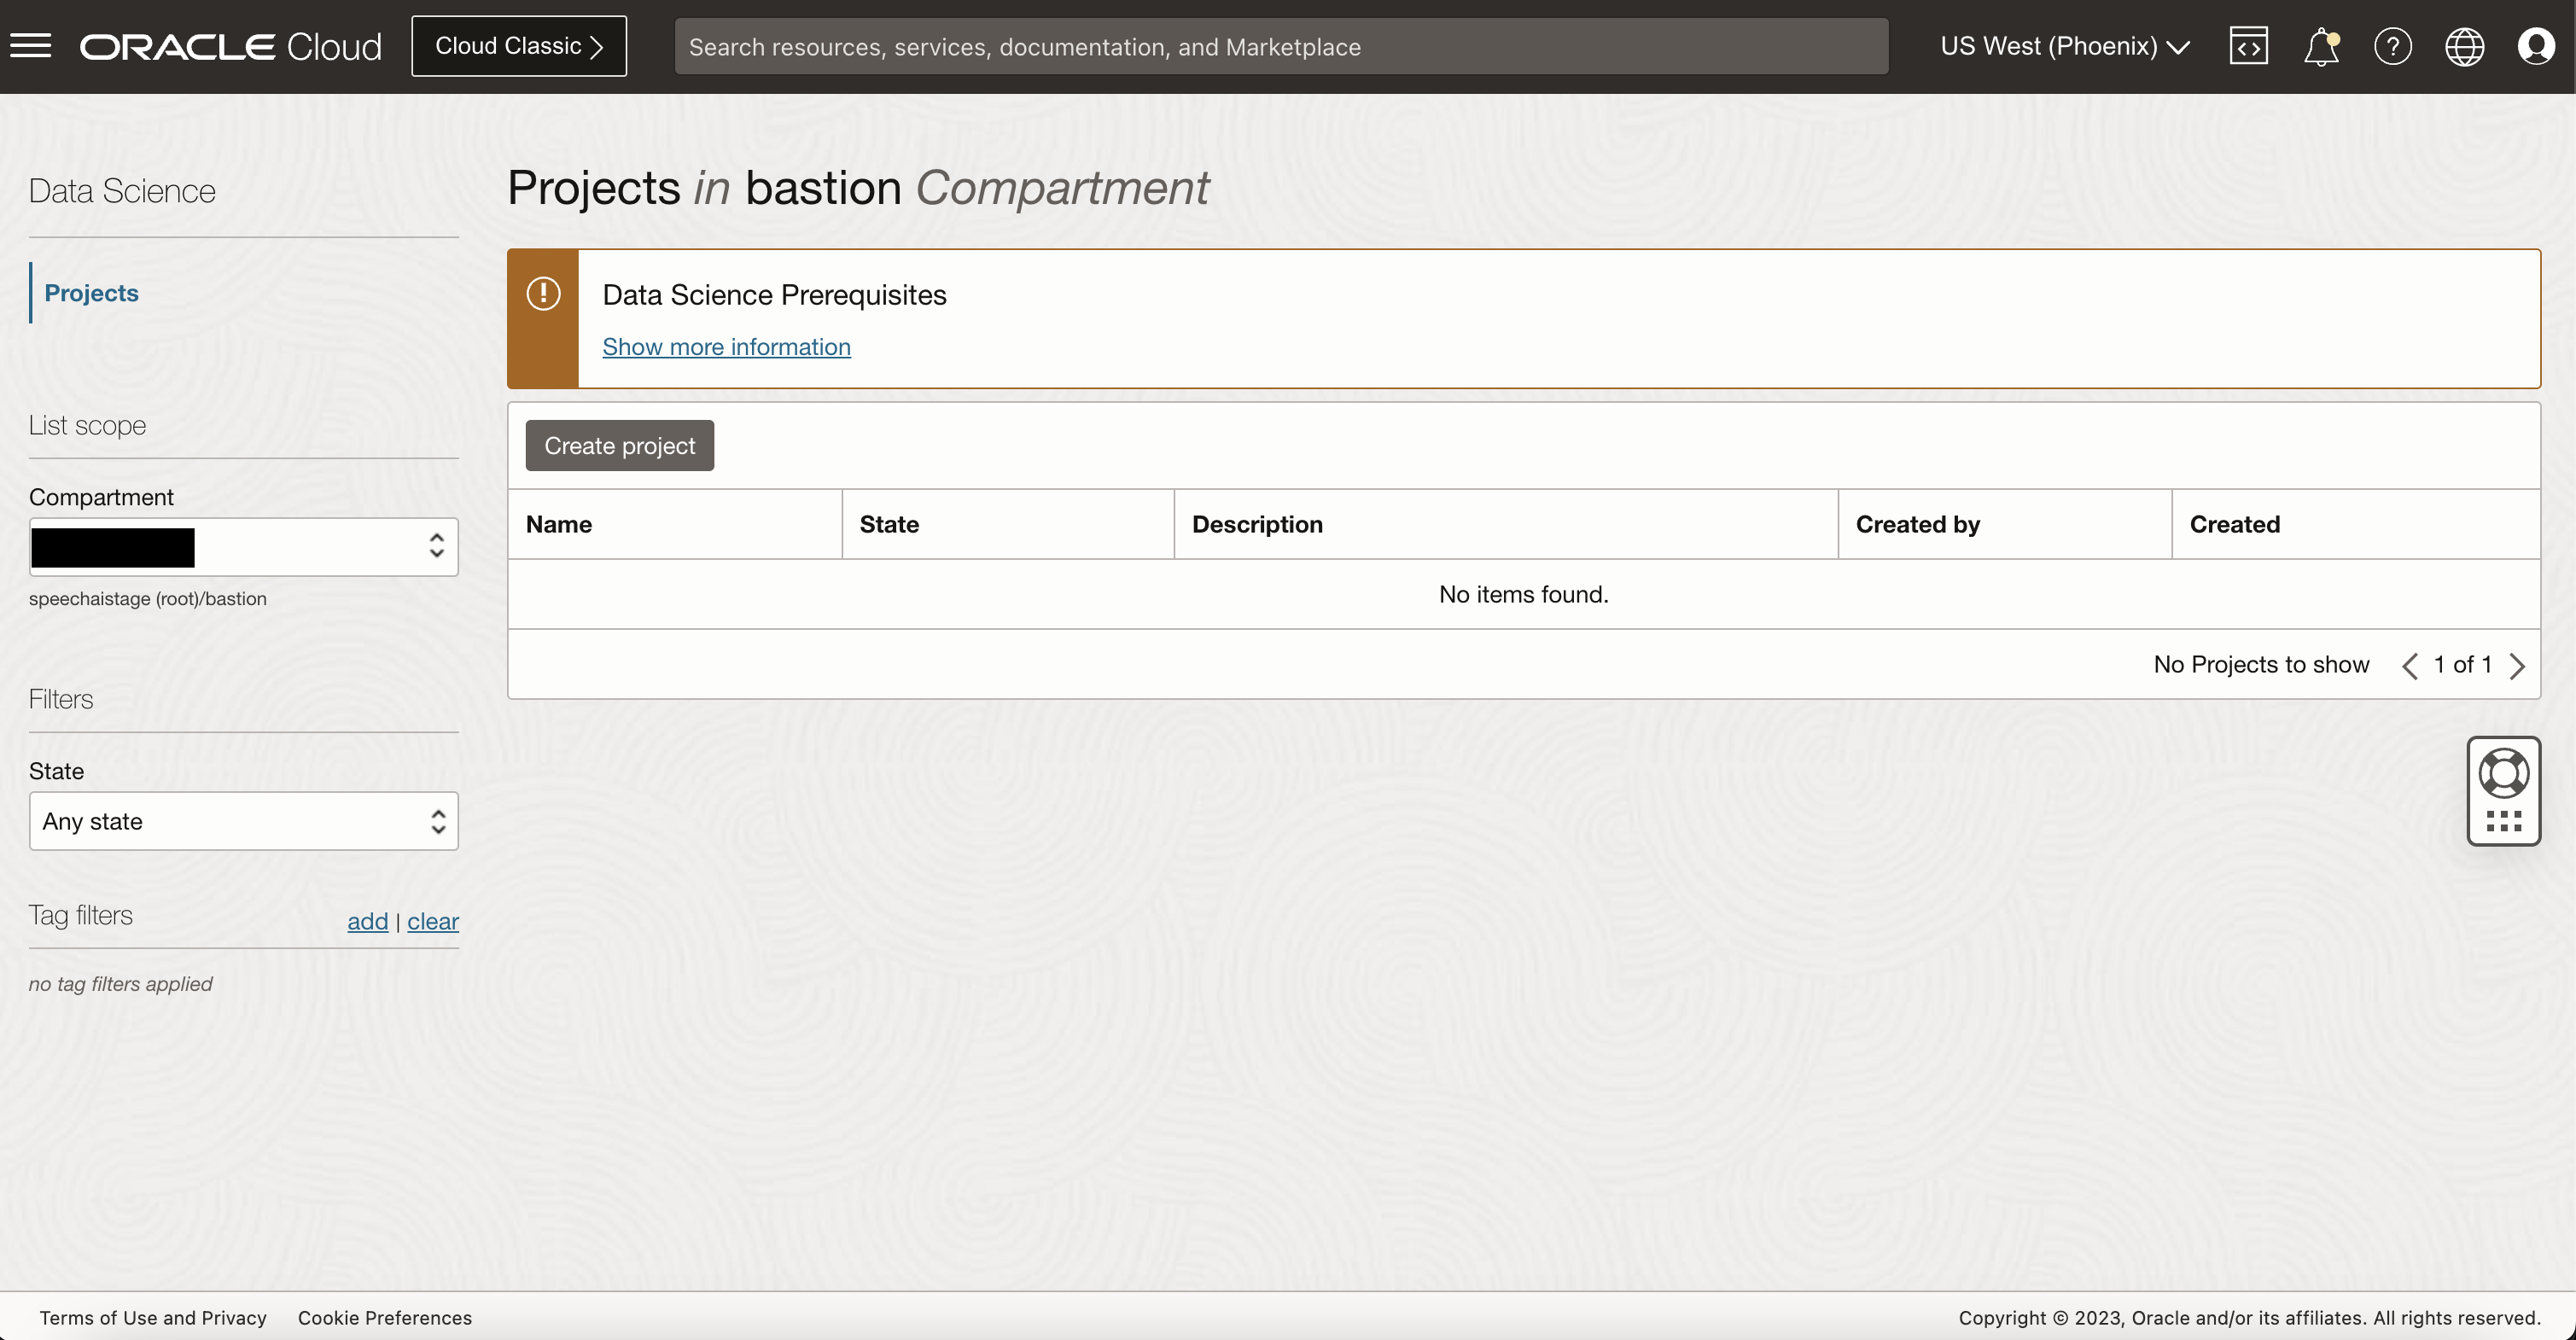 ORACLE Cloud
Cloud Classic
Search resources, services, documentation, and Marketplace
US West (Phoenix)
Data Science
Projects
List scope
Compartment
speechaistage (root)/bastion
Filters
State
Any state
Tag filters
add | clear
no tag filters applied
Projects in bastion Compartment
Data Science Prerequisites
Show more information
Create project
Name State Description Created by Created
No items found.
No Projects to show 1 of 1
Terms of Use and Privacy Cookie Preferences
Copyright © 2023, Oracle and/or its affiliates. All rights reserved.